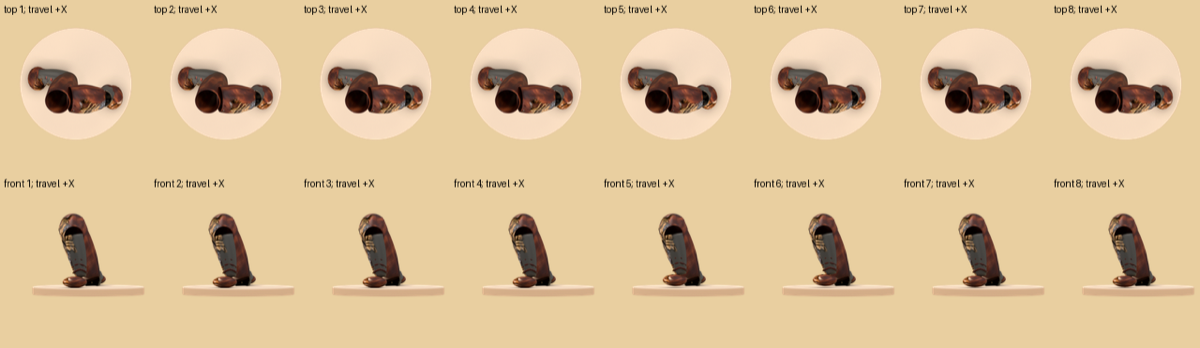 top 1; travel +X
top 2; travel +X
top 3; travel +X
top 4; travel +X
top 5; travel +X
top 6; travel +X
top 7; travel +X
top 8; travel +X
front 1; travel +X
front 2; travel +X
front 3; travel +X
front 4; travel +X
front 5; travel +X
front 6; travel +X
front 7; travel +X
front 8; travel +X